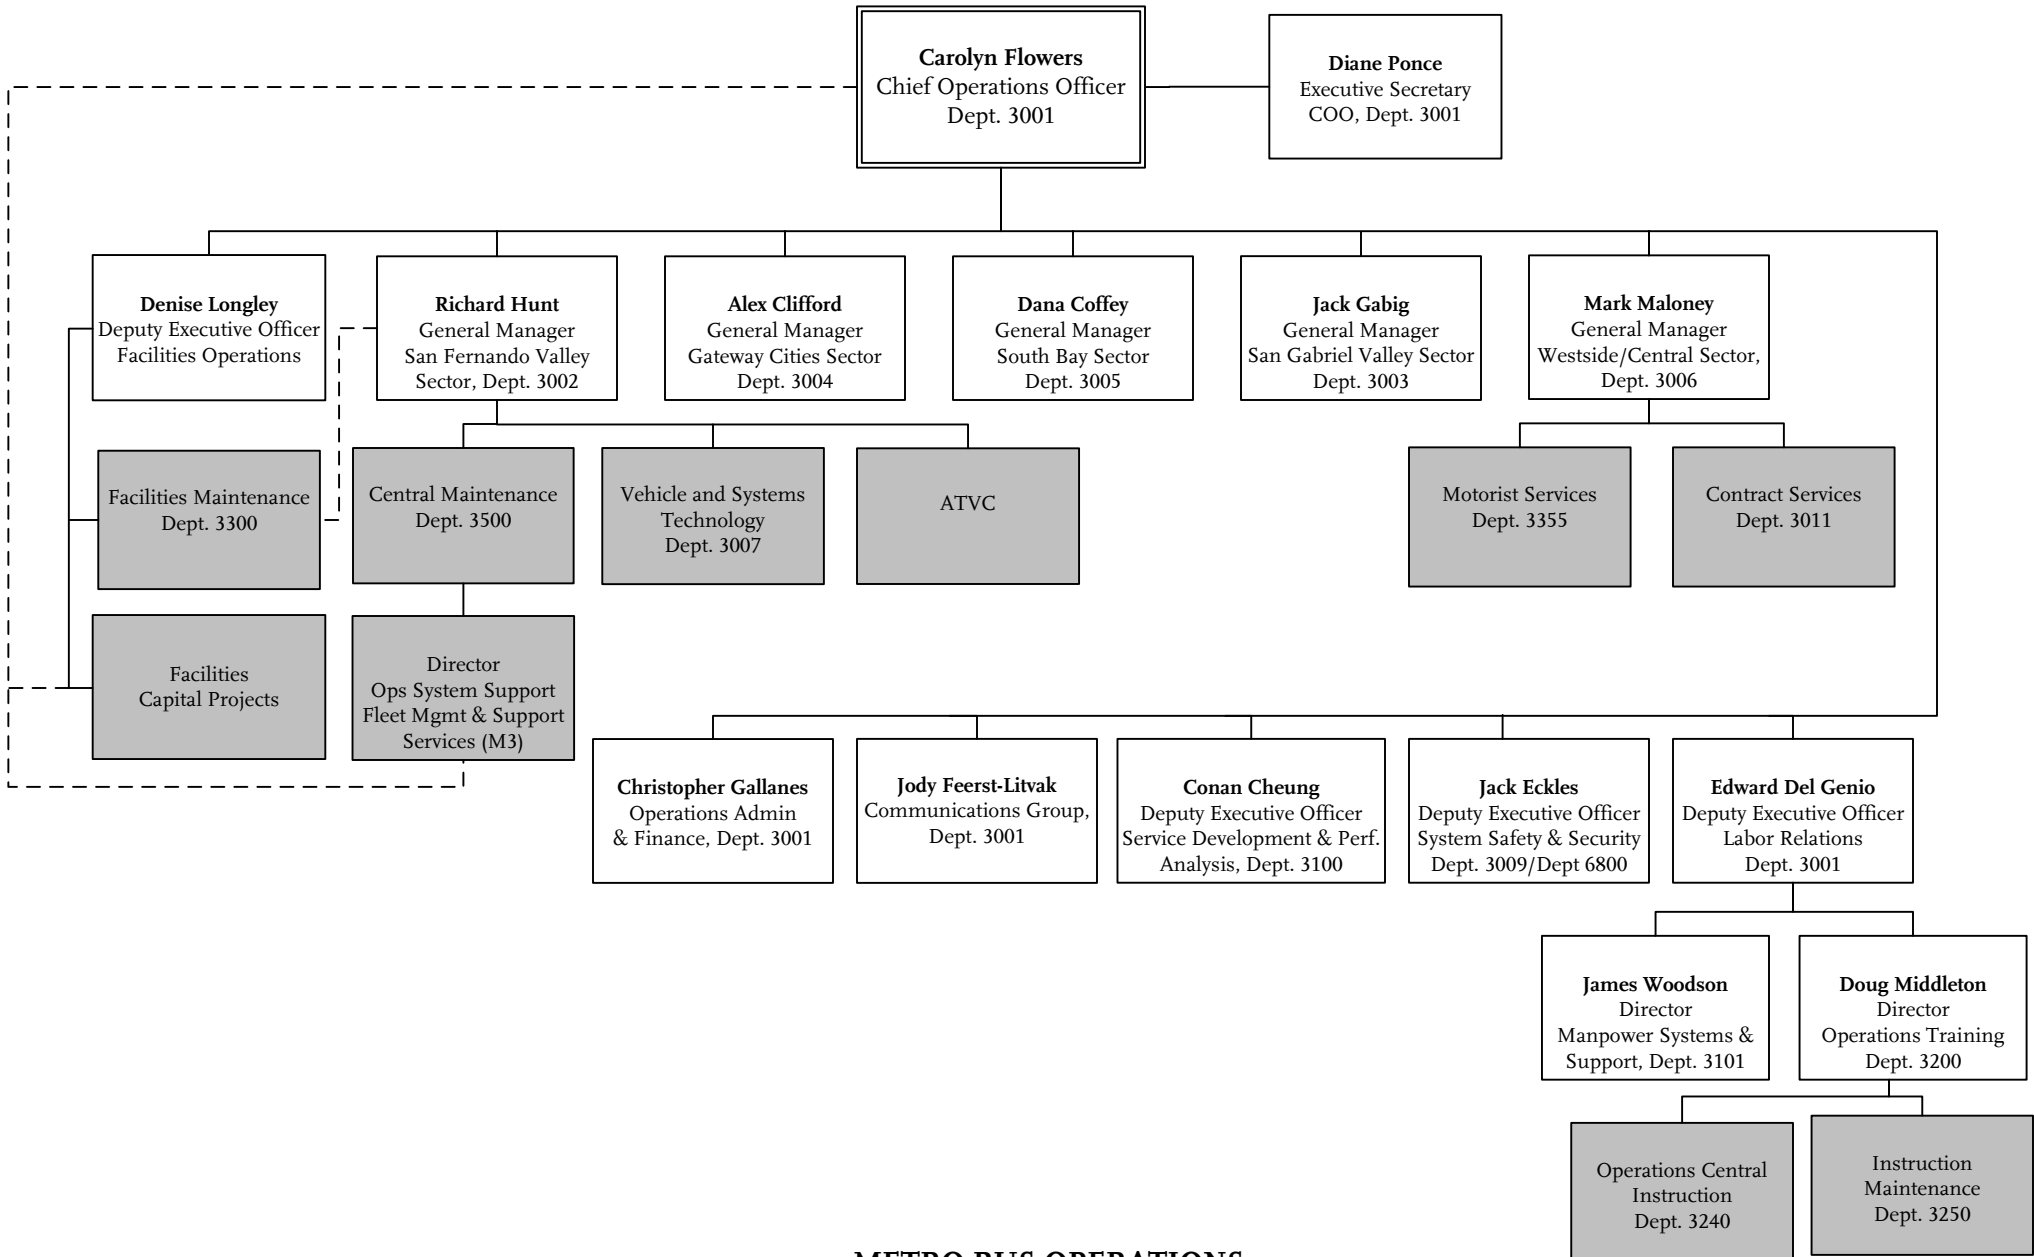 Carolyn Flowers
Chief Operations Officer
Dept. 3001
Diane Ponce
Executive Secretary
COO, Dept. 3001
Denise Longley
Deputy Executive Officer
Facilities Operations
Richard Hunt
General Manager
San Fernando Valley
Sector, Dept. 3002
Alex Clifford
General Manager
Gateway Cities Sector
Dept. 3004
Dana Coffey
General Manager
South Bay Sector
Dept. 3005
Jack Gabig
General Manager
San Gabriel Valley Sector
Dept. 3003
Mark Maloney
General Manager
Westside/Central Sector,
Dept. 3006
Facilities Maintenance
Dept. 3300
Central Maintenance
Dept. 3500
Vehicle and Systems
Technology
Dept. 3007
ATVC
Motorist Services
Dept. 3355
Contract Services
Dept. 3011
Facilities
Capital Projects
Director
Ops System Support
Fleet Mgmt & Support
Services (M3)
Christopher Gallanes
Operations Admin
& Finance, Dept. 3001
Jody Feerst-Litvak
Communications Group,
Dept. 3001
Conan Cheung
Deputy Executive Officer
Service Development & Perf.
Analysis, Dept. 3100
Jack Eckles
Deputy Executive Officer
System Safety & Security
Dept. 3009/Dept 6800
Edward Del Genio
Deputy Executive Officer
Labor Relations
Dept. 3001
James Woodson
Director
Manpower Systems &
Support, Dept. 3101
Doug Middleton
Director
Operations Training
Dept. 3200
Operations Central
Instruction
Dept. 3240
Instruction
Maintenance
Dept. 3250
METRO BUS OPERATIONS